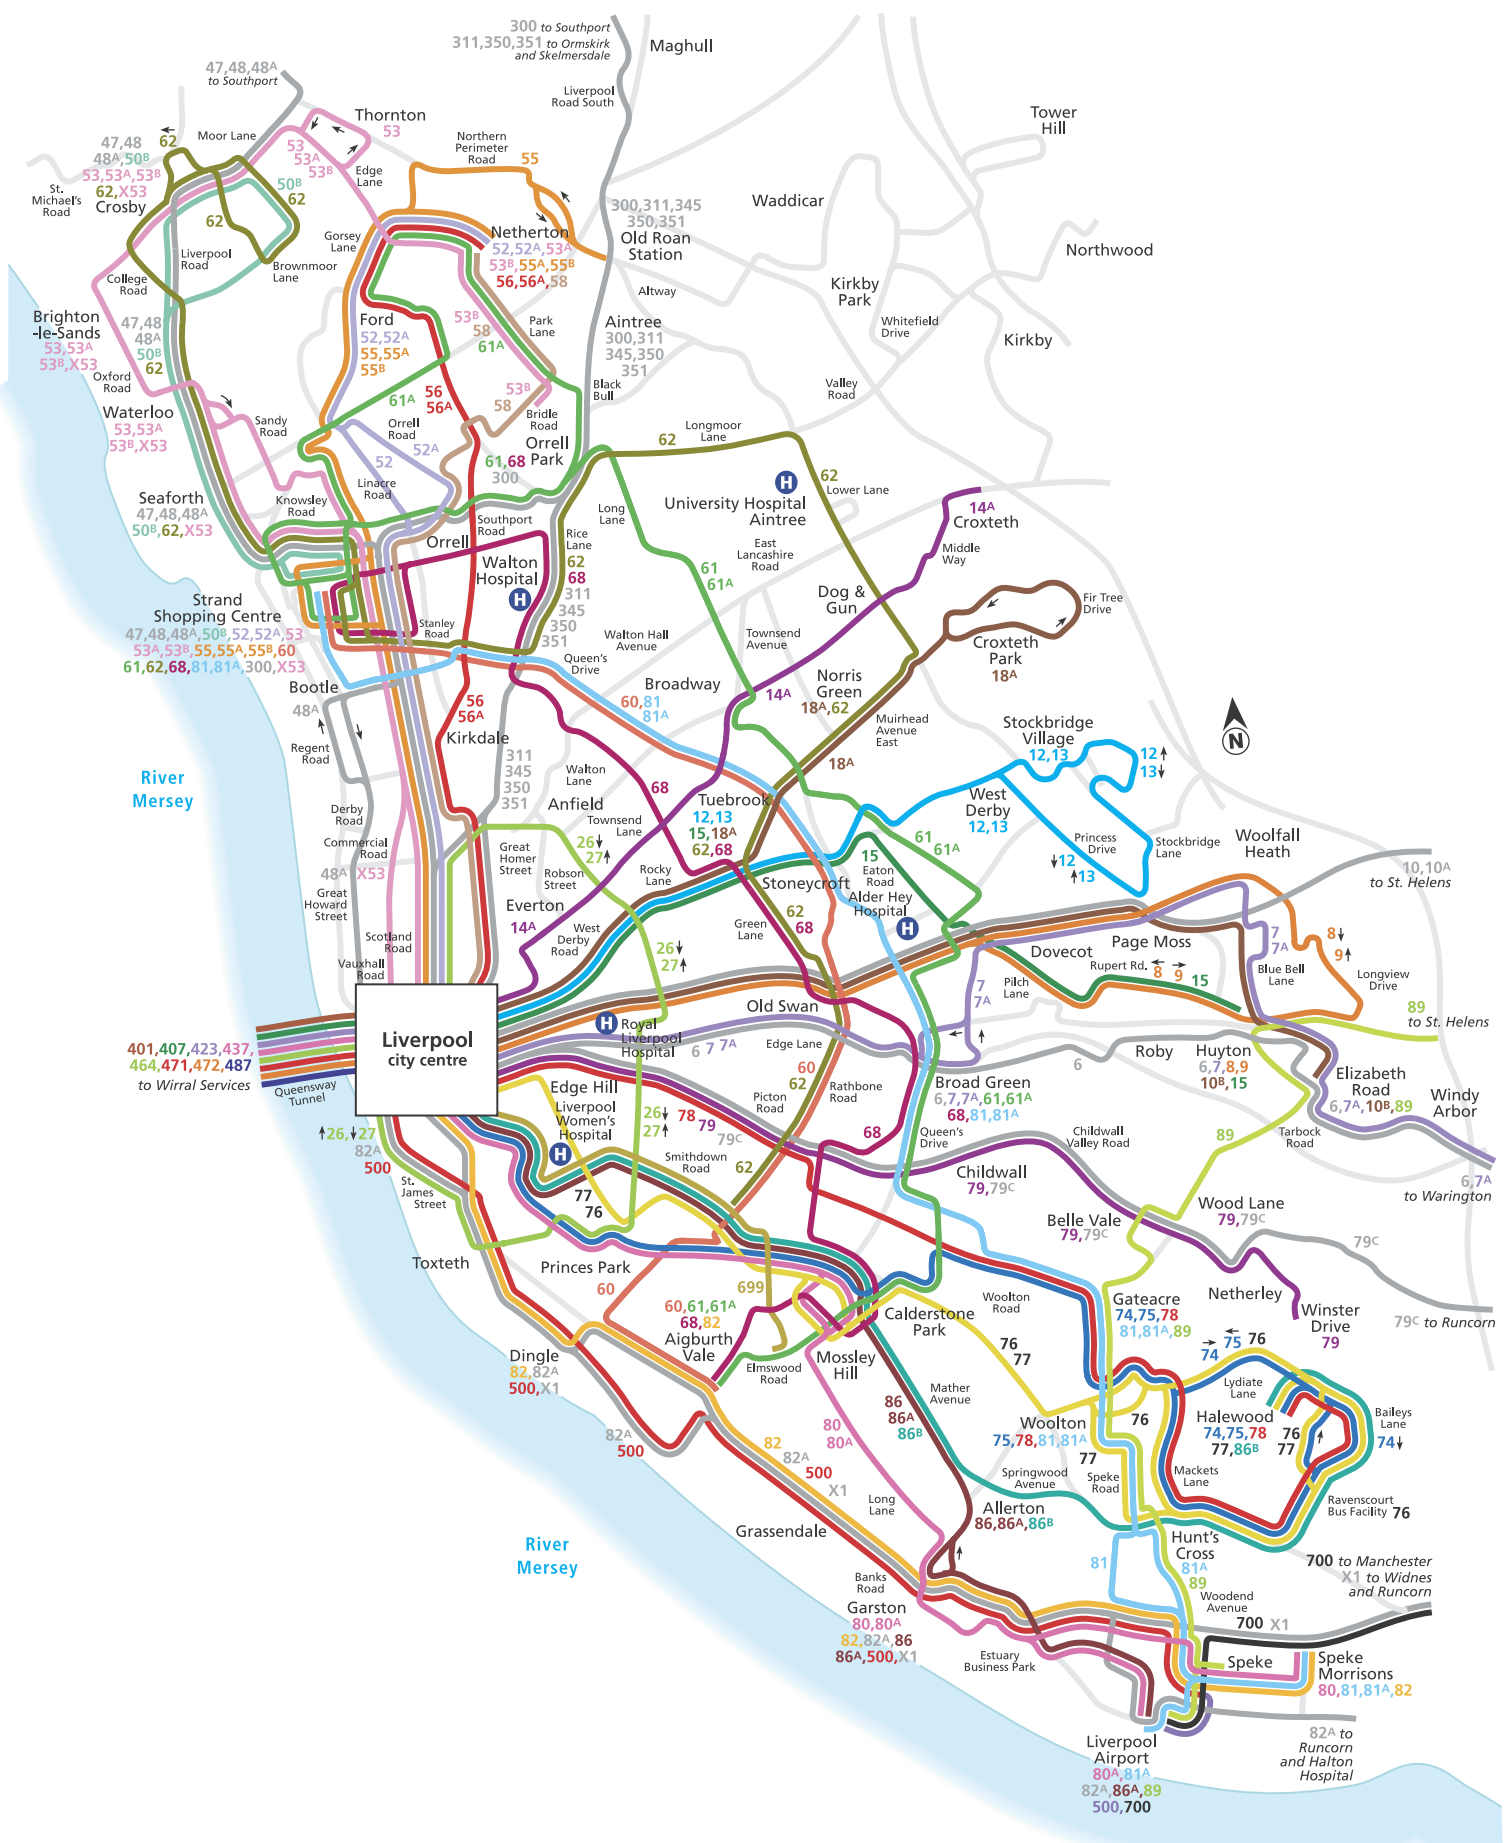 300 to Southport
311,350,351 to Ormskirk
and Skelmersdale
Maghull
47,48,48A
to Southport
Liverpool
Road South
Thornton
53
Moor Lane
62
47,48
48A,50B
53,53A,53B
62,X53
Crosby
53
53A
53B
Edge
Lane
Northern
Perimeter
Road
55
Tower
Hill
St.
Michael's
Road
50B
62
62
Waddicar
300,311,345
350,351
Old Roan
Station
Gorsey
Lane
Netherton
52,52A,53A
53B,55A,55B
56,56A,58
Northwood
Liverpool
Road
Brownmoor
Lane
College
Road
Altway
Kirkby
Park
Brighton
-le-Sands
53,53A
53B,X53
47,48
48A
50B
62
Ford
52,52A
55,55A
55B
53B
58
61A
Park
Lane
Aintree
300,311
345,350
351
Whitefield
Drive
Kirkby
Oxford
Road
Waterloo
53,53A
53B,X53
Sandy
Road
61A
56
56A
53B
58
Black
Bull
Valley
Road
Bridle
Road
Orrell
Road
52
52A
Linacre
Road
Orrell
Park
61,68
300
62
Longmoor
Lane
62
Lower Lane
University Hospital
Aintree
H
14A
Croxteth
Seaforth
47,48,48A
50B,62,X53
Knowsley
Road
Southport
Road
Long
Lane
Orrell
Walton
Hospital
H
Rice
Lane
62
68
311
345
350
351
East
Lancashire
Road
Middle
Way
61
61A
Dog &
Gun
Fir Tree
Drive
Strand
Shopping Centre
47,48,48A,50B,52,52A,53
53A,53B,55,55A,55B,60
61,62,68,81,81A,300,X53
Stanley
Road
Walton Hall
Avenue
Townsend
Avenue
Croxteth
Park
18A
Queen's
Drive
Broadway
60,81
81A
14A
Norris
Green
18A,62
Bootle
48A
56
56A
Kirkdale
Muirhead
Avenue
East
Stockbridge
Village
12,13
N
Regent
Road
311
345
350
351
Walton
Lane
68
18A
12
13
River
Mersey
Anfield
Townsend
Lane
Tuebrook
12,13
15,18A
62,68
West
Derby
12,13
Derby
Road
Commercial
Road
48A X53
Great
Howard
Street
Great
Homer
Street
26
27
Robson
Street
Rocky
Lane
61
61A
15
Eaton
Road
Princess
Drive
Stockbridge
Lane
12
13
Woolfall
Heath
10,10A
to St. Helens
Stoneycroft
Alder Hey
Hospital
H
Everton
14A
62
68
Green
Lane
West
Derby
Road
Scotland
Road
Vauxhall
Road
26
27
Dovecot
Page Moss
Rupert Rd.
8
9
15
7
7A
Blue Bell
Lane
8
9
Longview
Drive
89
to St. Helens
7
7A
Pilch
Lane
Old Swan
Liverpool
city centre
H
Royal
Liverpool
Hospital
6 7 7A
Edge Lane
401,407,423,437,
464,471,472,487
to Wirral Services
Queensway
Tunnel
6
Roby
Huyton
6,7,8,9
10B,15
Elizabeth
Road
6,7A,10B,89
Windy
Arbor
60
62
Picton
Road
Rathbone
Road
Broad Green
6,7,7A,61,61A
68,81,81A
Edge Hill
Liverpool
Women's
Hospital
H
26
27
78
79
79C
68
Queen's
Drive
Childwall
Valley Road
89
Tarbock
Road
26, 27
82A
500
Smithdown
Road
62
Childwall
79,79C
6,7A
to Warington
St.
James
Street
77
76
Wood Lane
79,79C
Belle Vale
79,79C
79C
Toxteth
Princes Park
60
699
60,61,61A
68,82
Aigburth
Vale
Woolton
Road
Calderstone
Park
Gateacre
74,75,78
81,81A,89
Netherley
Winster
Drive
79
79C to Runcorn
76
77
75 76
74
Dingle
82,82A
500,X1
Elmswood
Road
Mossley
Hill
Mather
Avenue
Lydiate
Lane
86
86A
86B
Woolton
75,78,81,81A
76
Halewood
74,75,78
77,86B
76
77
Baileys
Lane
74
82A
500
80
80A
82
82A
500
X1
77
Springwood
Avenue
Speke
Road
Mackets
Lane
Long
Lane
Allerton
86,86A,86B
Ravenscourt
Bus Facility 76
Grassendale
River
Mersey
Hunt's
Cross
81A
89
81
700 to Manchester
X1 to Widnes
and Runcorn
Banks
Road
Woodend
Avenue
Garston
80,80A
82,82A,86
86A,500,X1
700 X1
Estuary
Business Park
Speke
Speke
Morrisons
80,81,81A,82
Liverpool
Airport
80A,81A
82A,86A,89
500,700
82A to
Runcorn
and Halton
Hospital